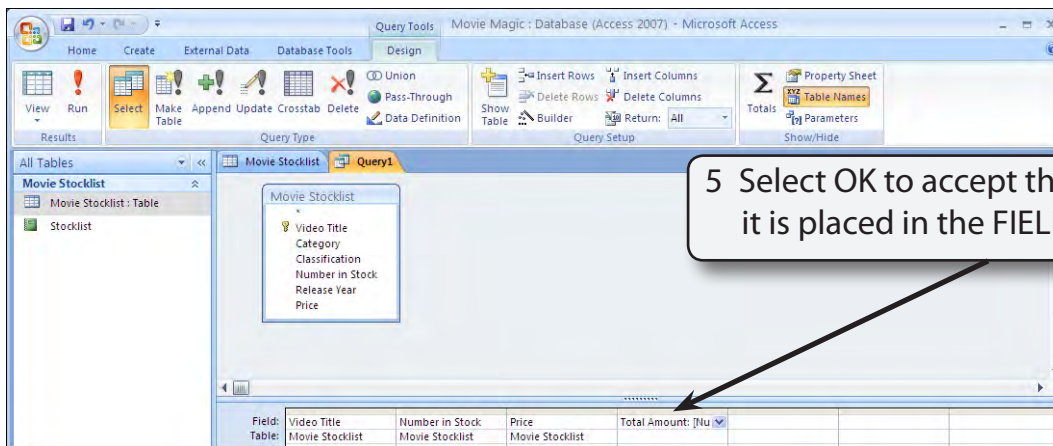 Query Tools Movie Magic : Database (Access 2007) - Microsoft Access
Home Create External Data Database Tools Design
View Run Select Make Table Append Update Crosstab Delete
Union
Pass-Through
Data Definition
Show Table
Insert Rows
Delete Rows
Builder
Insert Columns
Delete Columns
Return: All
Totals
Property Sheet
Table Names
Parameters
Results Query Type Query Setup Show/Hide
All Tables
Movie Stocklist
Movie Stocklist : Table
Stocklist
Movie Stocklist Query1
Movie Stocklist
*
Video Title
Category
Classification
Number in Stock
Release Year
Price
5 Select OK to accept th
it is placed in the FIEL
Field: Video Title Number in Stock Price Total Amount: [Nu
Table: Movie Stocklist Movie Stocklist Movie Stocklist